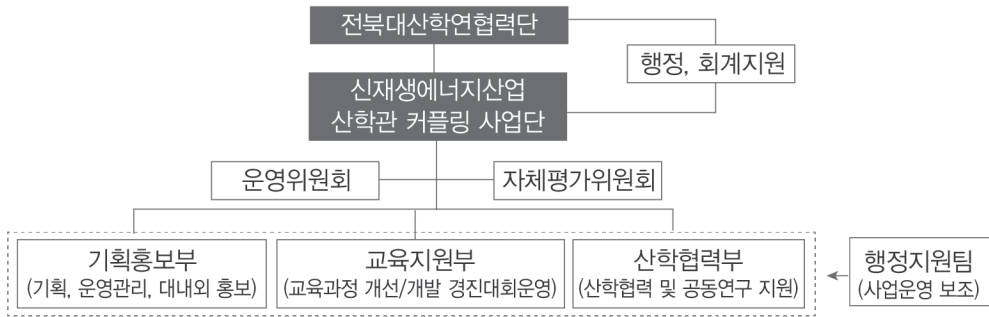 전북대산학연협력단
행정, 회계지원
신재생에너지산업
산학관 커플링 사업단
운영위원회
자체평가위원회
기획홍보부
(기획, 운영관리, 대내외 홍보)
교육지원부
(교육과정 개선/개발 경진대회운영)
산학협력부
(산학협력 및 공동연구 지원)
행정지원팀
(사업운영 보조)